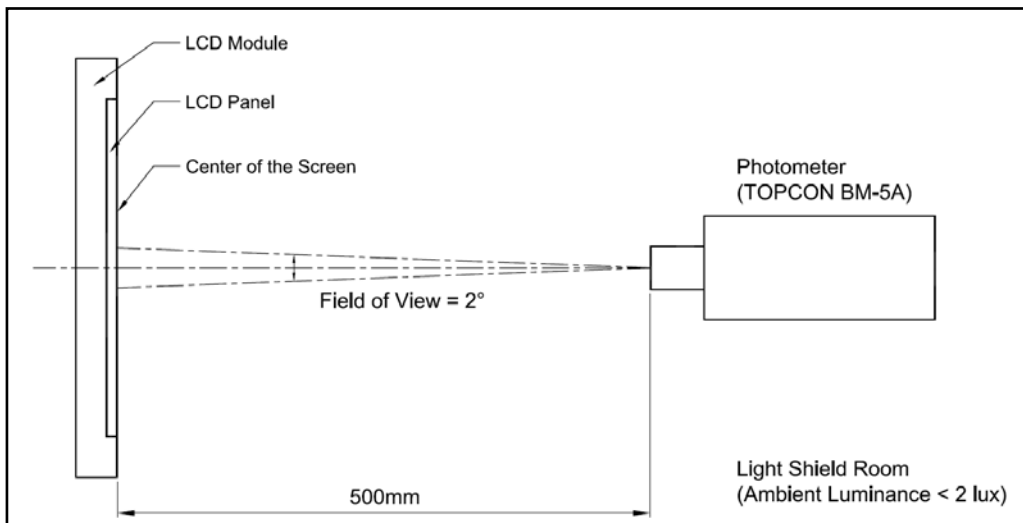 LCD Module
LCD Panel
Center of the Screen
Photometer
(TOPCON BM-5A)
Field of View = 2°
500mm
Light Shield Room
(Ambient Luminance < 2 lux)